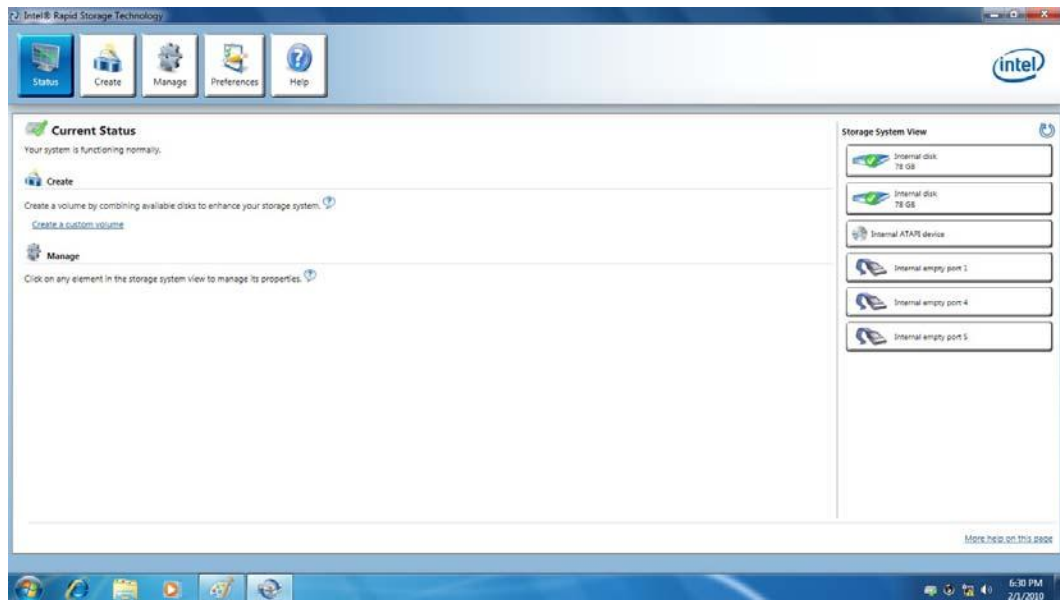 Intel® Rapid Storage Technology
Status
Create
Manage
Preferences
Help
intel
Current Status
Your system is functioning normally.
Create
Create a volume by combining available disks to enhance your storage system.
Create a custom volume
Manage
Click on any element in the storage system view to manage its properties.
Storage System View
Internal disk
78 GB
Internal disk
78 GB
Internal ATAPI device
Internal empty port 1
Internal empty port 4
Internal empty port 5
More help on this page
6:30 PM
2/1/2010